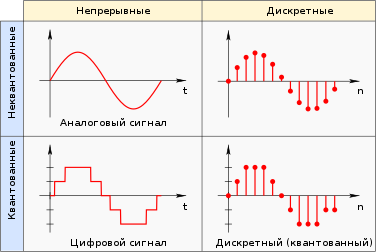 Непрерывные
Дискретные
Неквантованные
t
n
Аналоговый сигнал
Квантованные
t
n
Цифровой сигнал
Дискретный (квантованный)